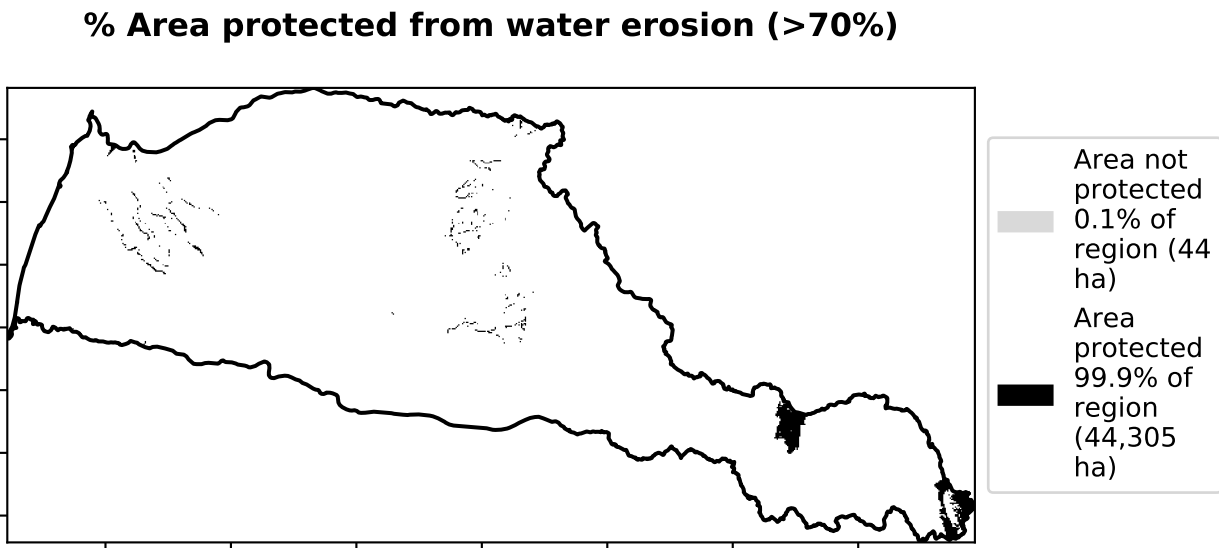 % Area protected from water erosion (>70%)
Area not
protected
0.1% of
region (44
ha)
Area
protected
99.9% of
region
(44,305
ha)